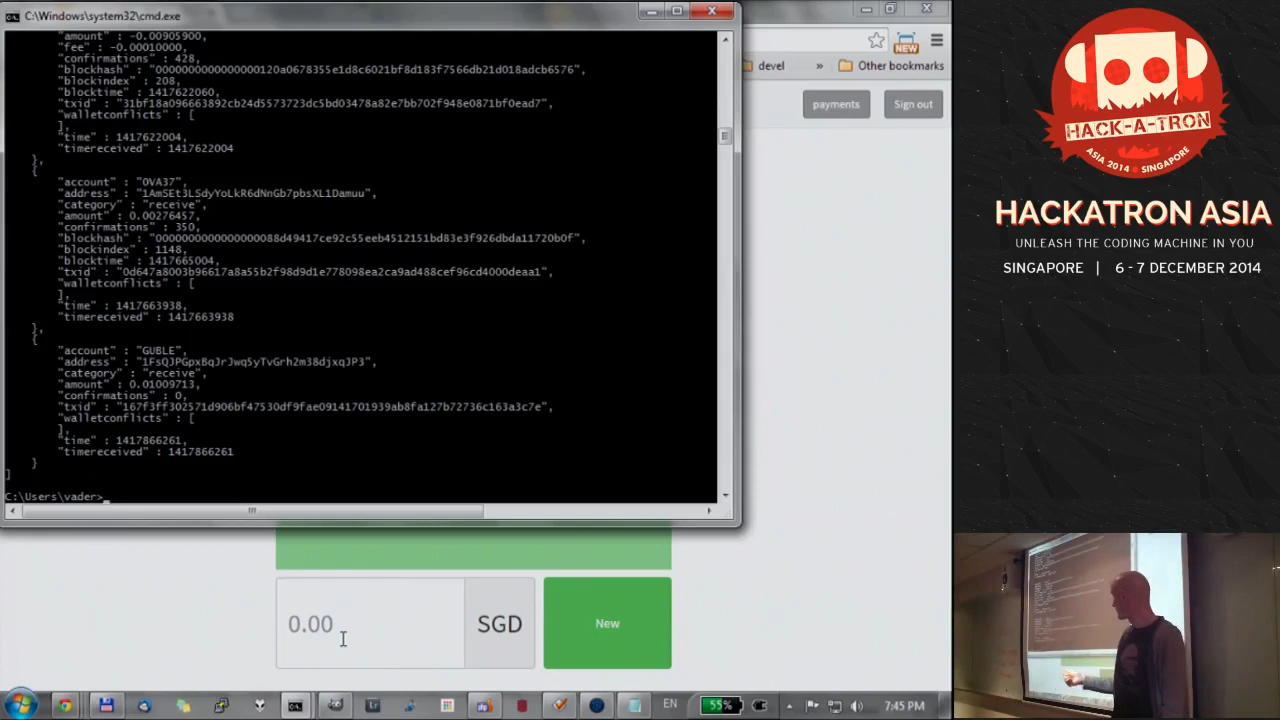 C:\Windows\system32\cmd.exe
"amount" : -0.00905900,
"fee" : -0.00010000,
"confirmations" : 428,
"blockhash" : "0000000000000000120a0678355e1d8c6021bf8d183f7566db21d018adcb6576",
"blockindex" : 208,
"blocktime" : 1417622060,
"txid" : "31bf18a096663892cb24d5573723dc5bd03478a82e7bb702f948e0871bf0ead7",
"walletconflicts" : [
],
"time" : 1417622004,
"timereceived" : 1417622004
},
{
"account" : "OVA37",
"address" : "1AmSEt3LSdyYoLkR6dNnGb7pbsXL1Damuu",
"category" : "receive",
"amount" : 0.00276457,
"confirmations" : 350,
"blockhash" : "000000000000000088d49417ce92c55eeb4512151bd83e3f926dbda11720b0f",
"blockindex" : 1148,
"blocktime" : 1417665004,
"txid" : "0d647a8003b96617a8a55b2f98d9d1e778098ea2ca9ad488cef96cd4000deaa1",
"walletconflicts" : [
],
"time" : 1417663938,
"timereceived" : 1417663938
},
{
"account" : "GUBLE",
"address" : "1FsQJPGpxBqJrJwq5yTvGrh2m38djxqJP3",
"category" : "receive",
"amount" : 0.01009713,
"confirmations" : 0,
"txid" : "167f3ff302571d906bf47530df9fae09141701939ab8fa127b72736c163a3c7e",
"walletconflicts" : [
],
"time" : 1417866261,
"timereceived" : 1417866261
}
]
C:\Users\vader>_
NEW
devel
»
Other bookmarks
payments
Sign out
0.00
SGD
New
EN
55%
7:45 PM
HACK-A-TRON
ASIA 2014 SINGAPORE
HACKATRON ASIA
UNLEASH THE CODING MACHINE IN YOU
SINGAPORE | 6 - 7 DECEMBER 2014